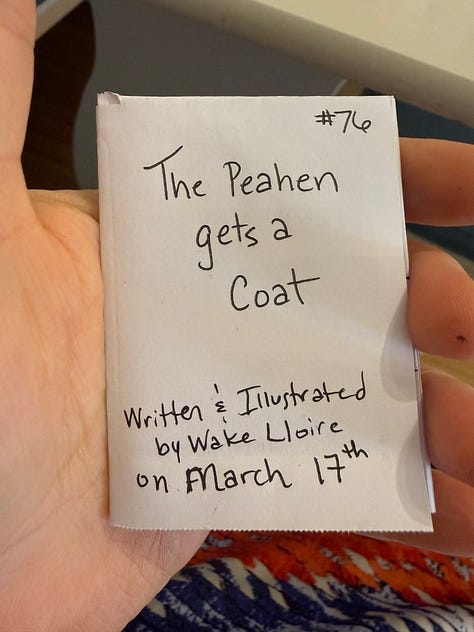 #76
The Peahen
gets a
Coat
Written & Illustrated
by Wake Lloire
on March 17th